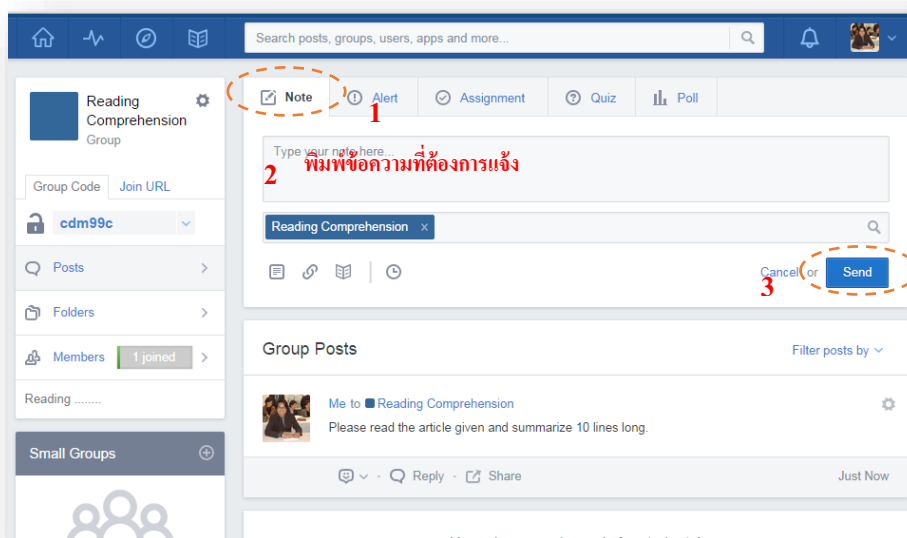 Search posts, groups, users, apps and more...
Reading Comprehension
Group
Group Code Join URL
cdm99c
Posts
Folders
Members 1 joined
Reading ........
Small Groups
Note Alert Assignment Quiz Poll
1
Type your note here...
2 พิมพ์ข้อความที่ต้องการแจ้ง
Reading Comprehension x
Cancel or Send
3
Group Posts Filter posts by
Me to Reading Comprehension
Please read the article given and summarize 10 lines long.
Reply · Share Just Now